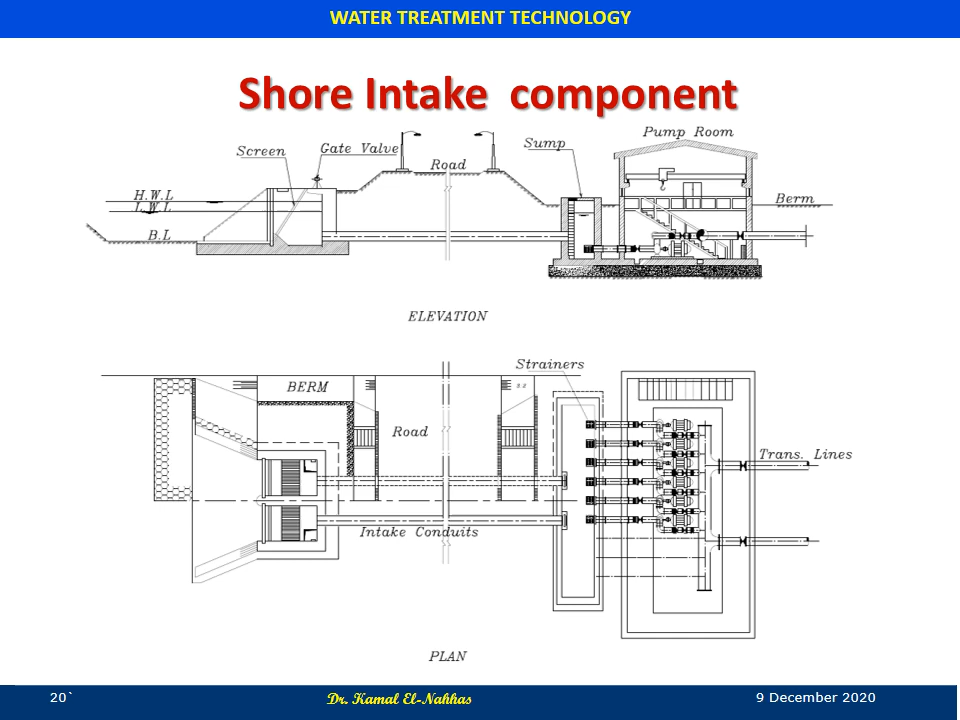 WATER TREATMENT TECHNOLOGY
Shore Intake component
Pump Room
Sump
Gate Valve
Screen
Road
H.W.L
L.W.L
Berm
B.L
ELEVATION
Strainers
BERM
Road
Trans. Lines
Intake Conduits
PLAN
20`
Dr. Kamal El-Nahhas
9 December 2020